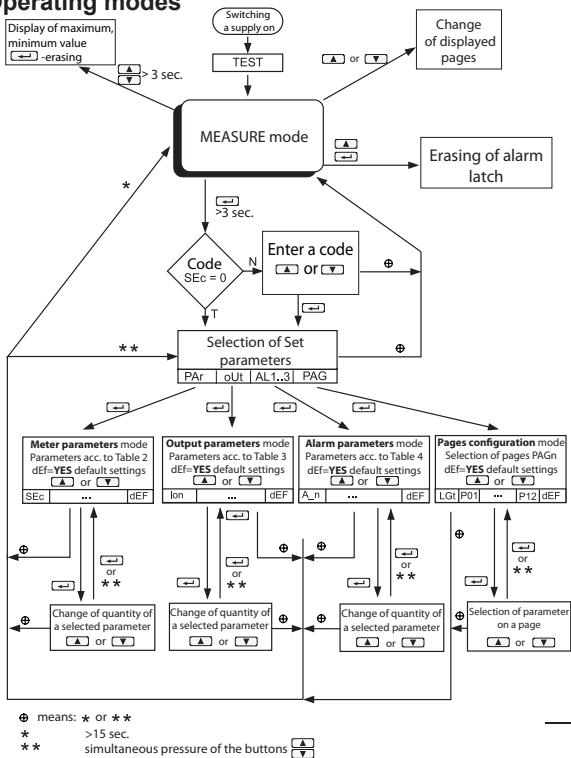 Operating modes
Switching
a supply on
TEST
Display of maximum,
minimum value
-erasing
> 3 sec.
or
Change
of displayed
pages
MEASURE mode
Erasing of alarm
latch
*
>3 sec.
Code
SEc = 0
N
T
Enter a code
or
⊕
**
Selection of Set
parameters
PAr oUt AL1..3 PAG
⊕
Meter parameters mode
Parameters acc. to Table 2
dEf=YES default settings
or
SEc ... dEF
Output parameters mode
Parameters acc. to Table 3
dEf=YES default settings
or
Ion ... dEF
Alarm parameters mode
Parameters acc. to Table 4
dEf=YES default settings
or
A_n ... dEF
Pages configuration mode
Selection of pages PAGn
dEf=YES default settings
or
LGt P01 ... P12 dEF
⊕
or
**
⊕
or
**
⊕
⊕
or
**
⊕
or
**
⊕
Change of quantity of
a selected parameter
or
Change of quantity of
a selected parameter
or
⊕
⊕
Change of quantity of
a selected parameter
or
⊕
Selection of parameter
on a page
or
⊕ means: * or **
* >15 sec.
** simultaneous pressure of the buttons